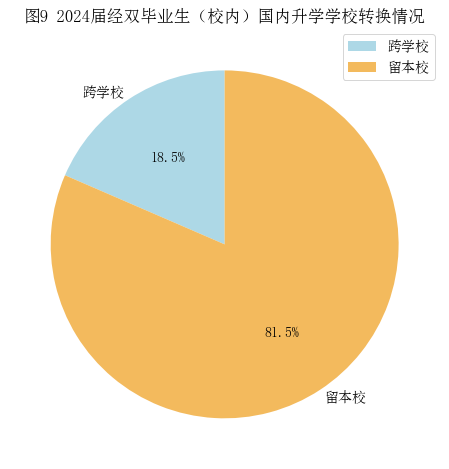 图9 2024届经双毕业生（校内）国内升学学校转换情况
跨学校
留本校
跨学校
18.5%
81.5%
留本校